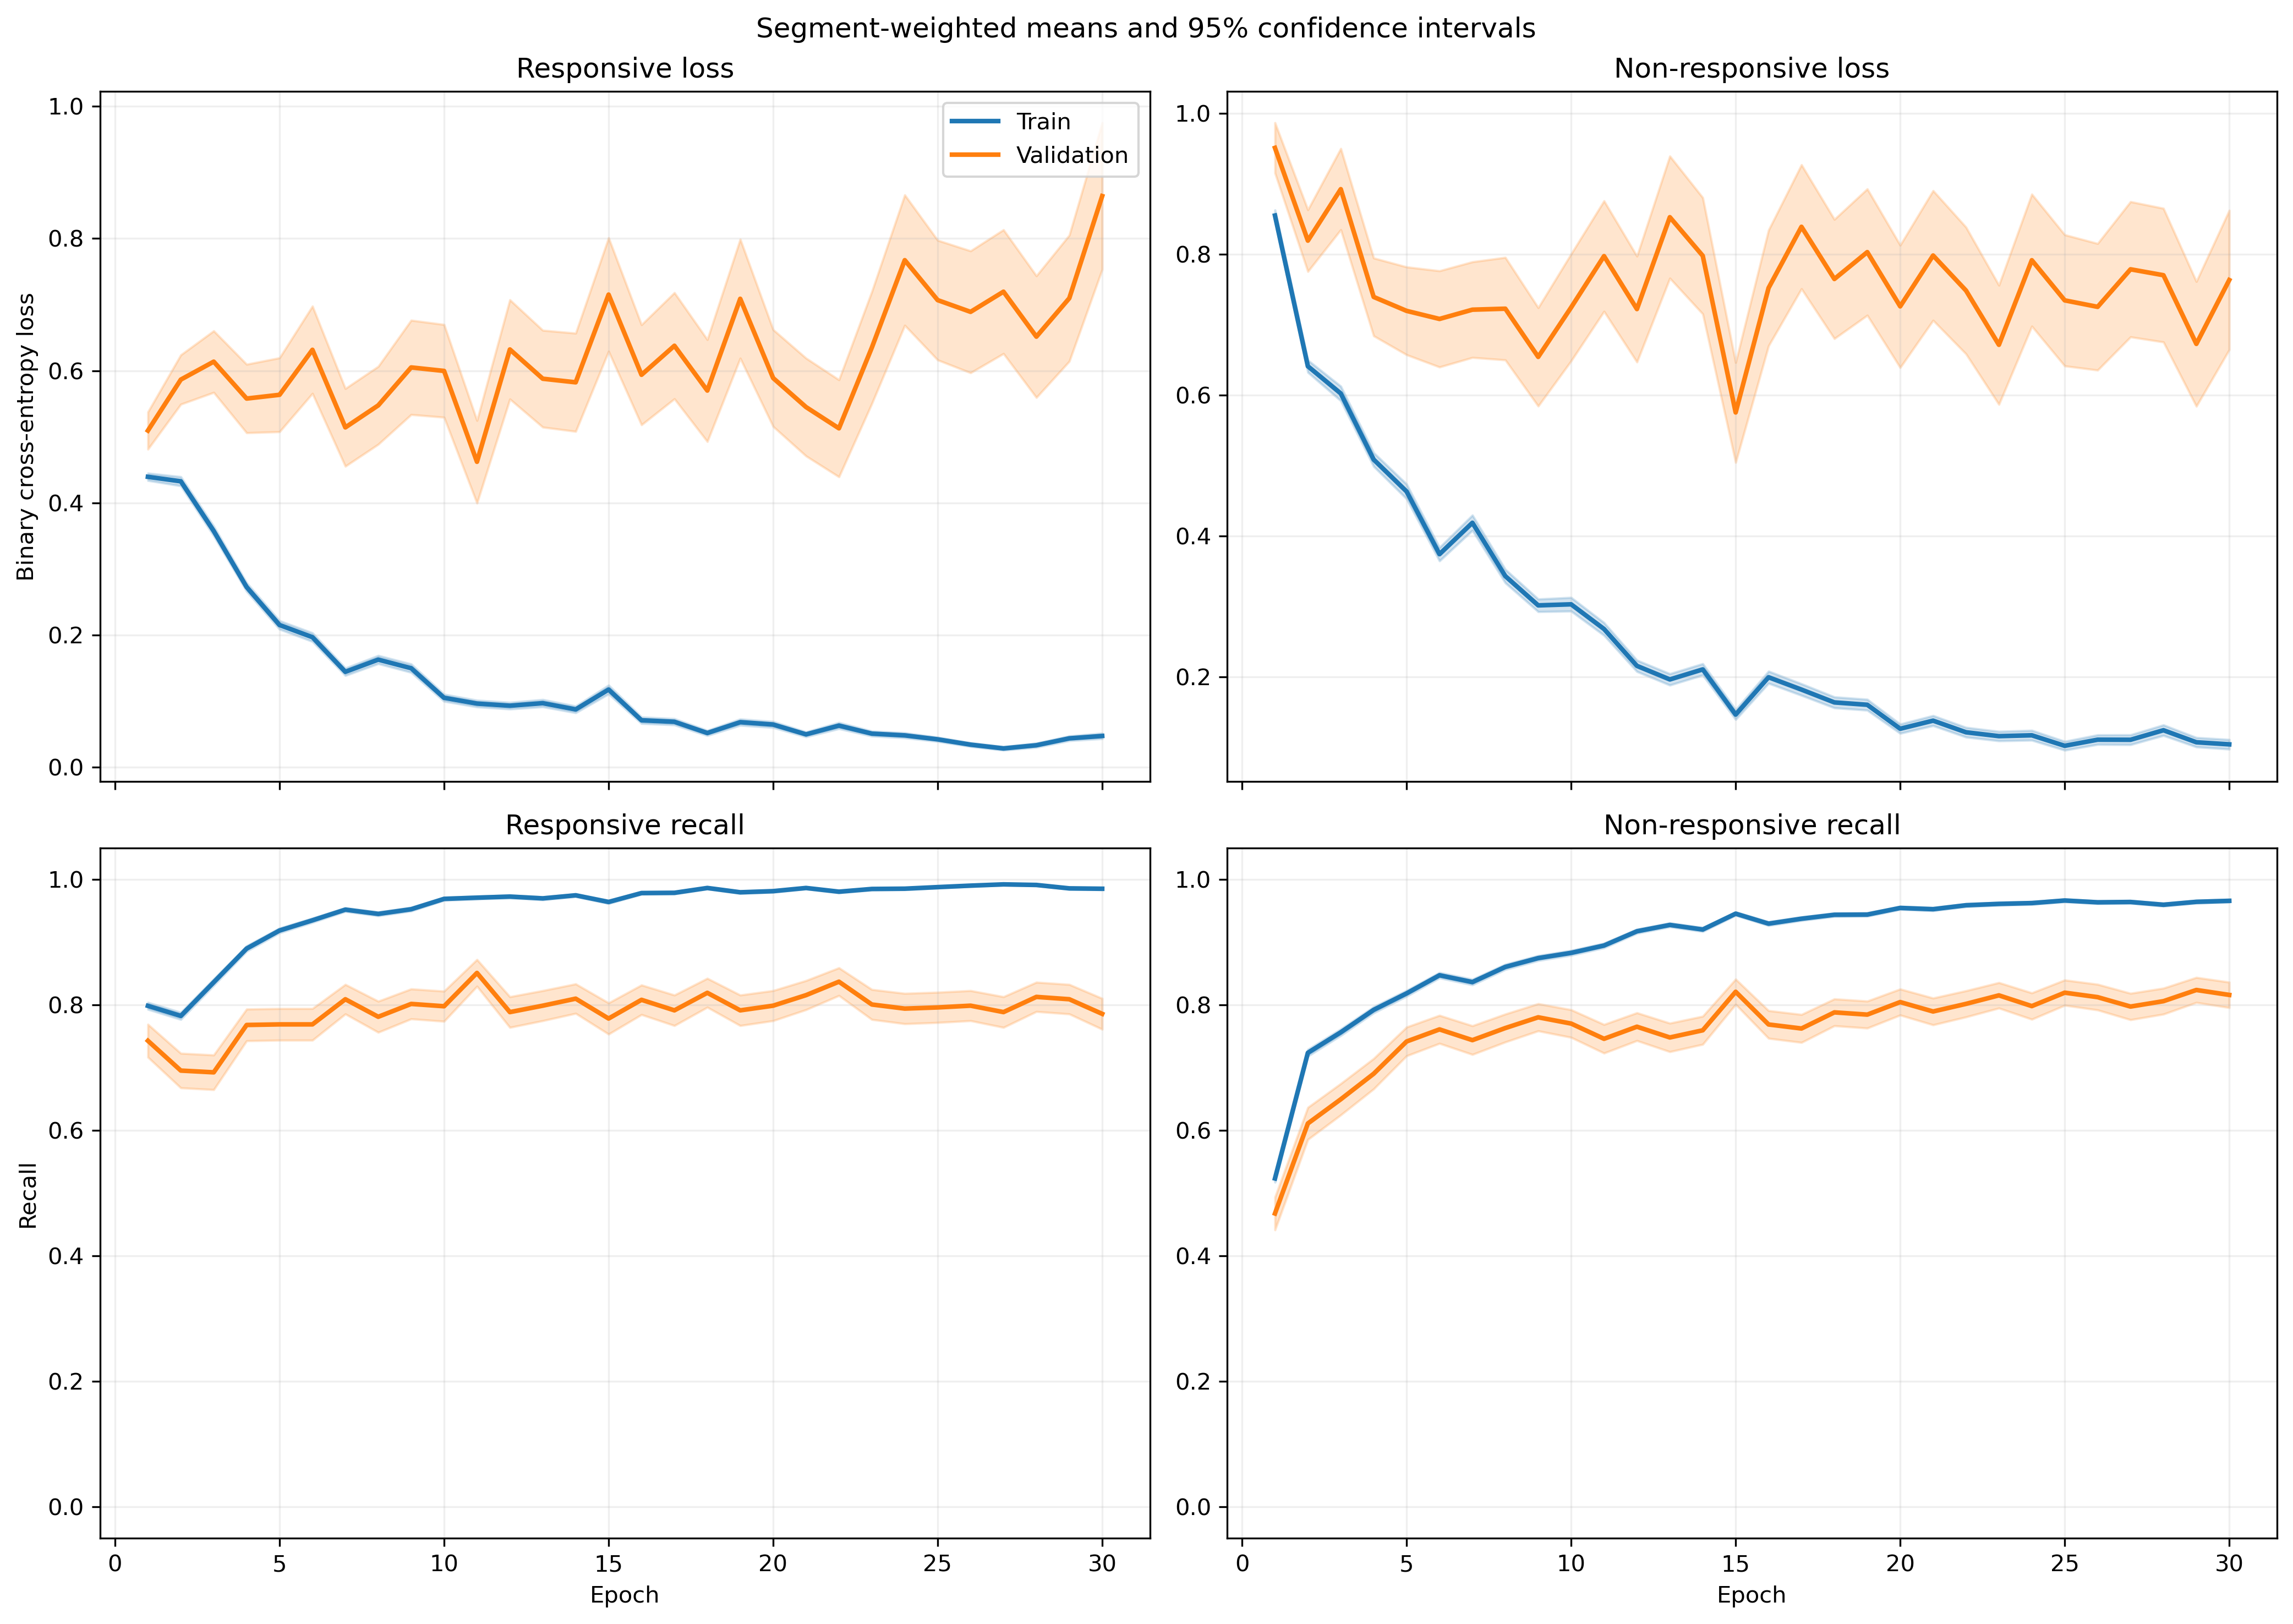 Segment-weighted means and 95% confidence intervals
Responsive loss
Non-responsive loss
Train
Validation
Binary cross-entropy loss
1.0
0.8
0.6
0.4
0.2
0.0
1.0
0.8
0.6
0.4
0.2
Responsive recall
Non-responsive recall
Recall
1.0
0.8
0.6
0.4
0.2
0.0
0 5 10 15 20 25 30
Epoch
1.0
0.8
0.6
0.4
0.2
0.0
0 5 10 15 20 25 30
Epoch